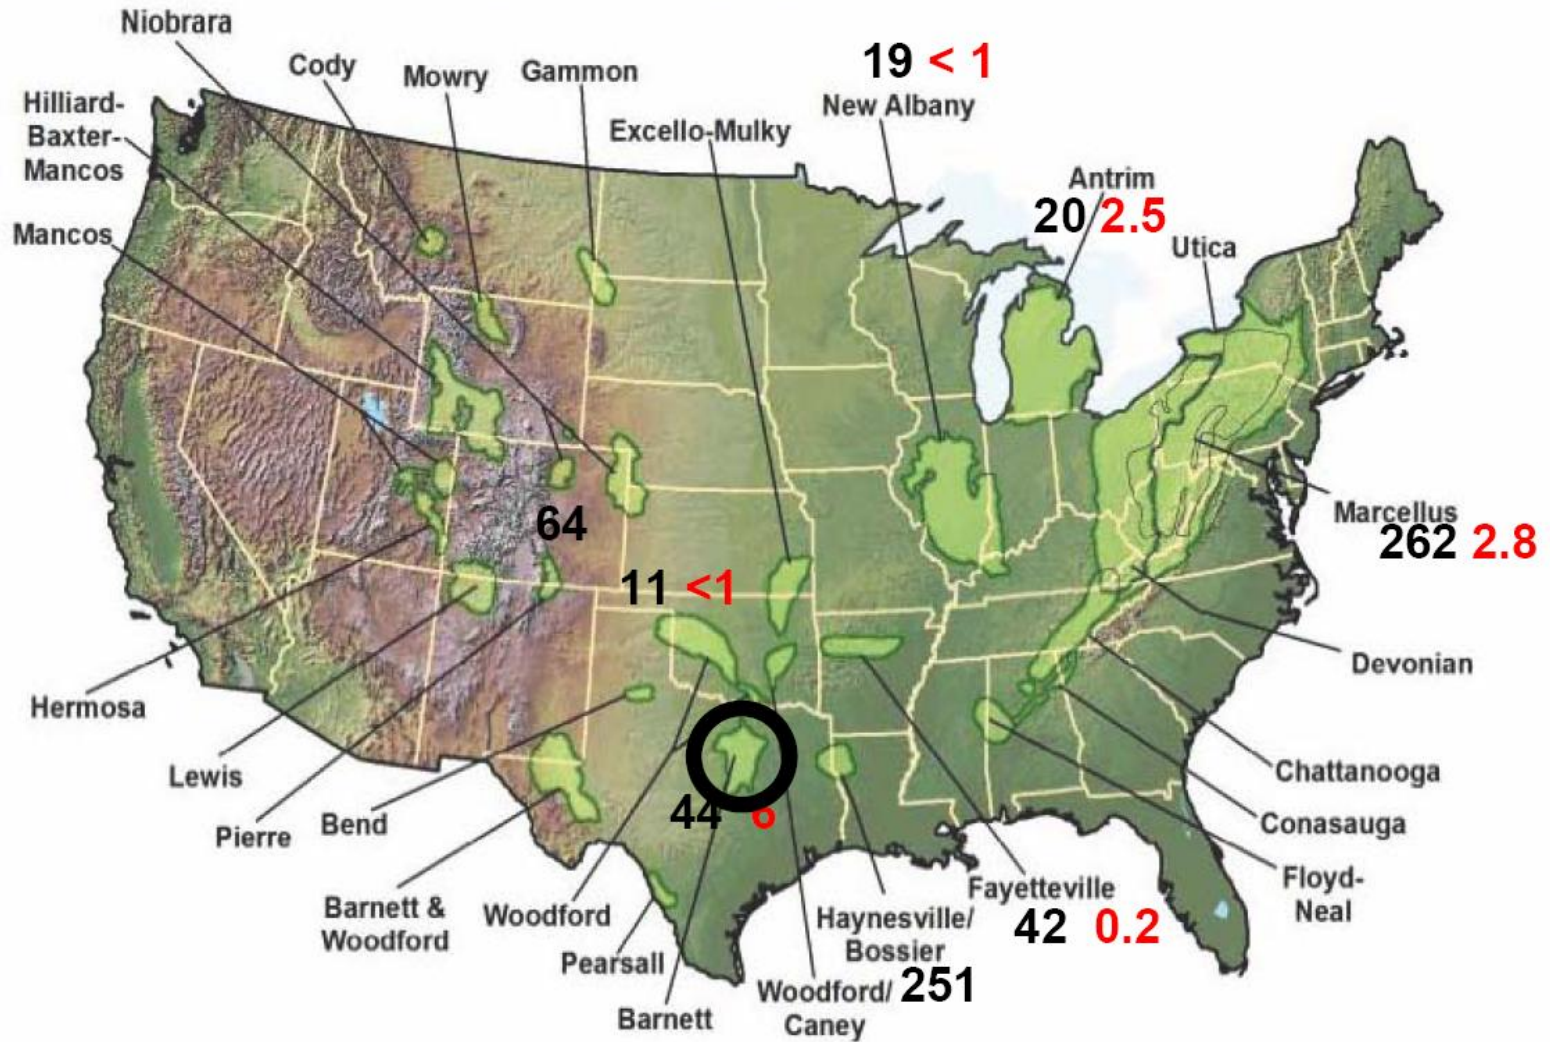 Niobrara
Cody
Mowry
Gammon
19 < 1
New Albany
Hilliard-
Baxter-
Mancos
Excello-Mulky
Antrim
20 2.5
Mancos
Utica
Marcellus
262 2.8
64
11 <1
Devonian
Hermosa
Lewis
Chattanooga
Pierre
Bend
44 6
Conasauga
Barnett &
Woodford
Woodford
Fayetteville
42 0.2
Floyd-
Neal
Haynesville/
Bossier
251
Pearsall
Woodford/
Caney
Barnett